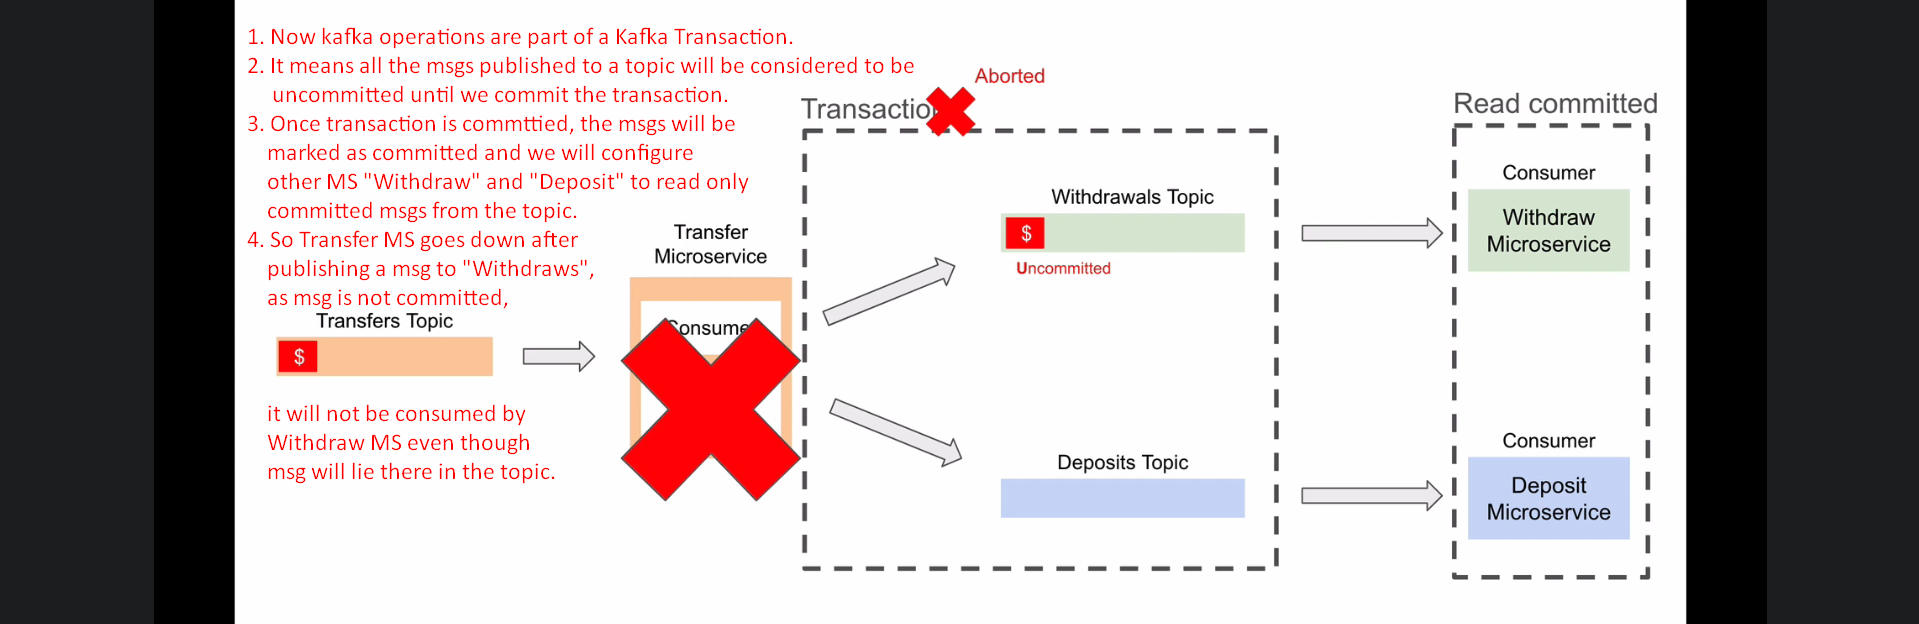 1. Now kafka operations are part of a Kafka Transaction.
2. It means all the msgs published to a topic will be considered to be
uncommitted until we commit the transaction.
3. Once transaction is commttied, the msgs will be
marked as committed and we will configure
other MS "Withdraw" and "Deposit" to read only
committed msgs from the topic.
4. So Transfer MS goes down after
publishing a msg to "Withdraws",
as msg is not committed,
Transfers Topic
$
it will not be consumed by
Withdraw MS even though
msg will lie there in the topic.
Transfer
Microservice
Consume
Transactio
Aborted
Withdrawals Topic
$
Uncommitted
Deposits Topic
Read committed
Consumer
Withdraw
Microservice
Consumer
Deposit
Microservice